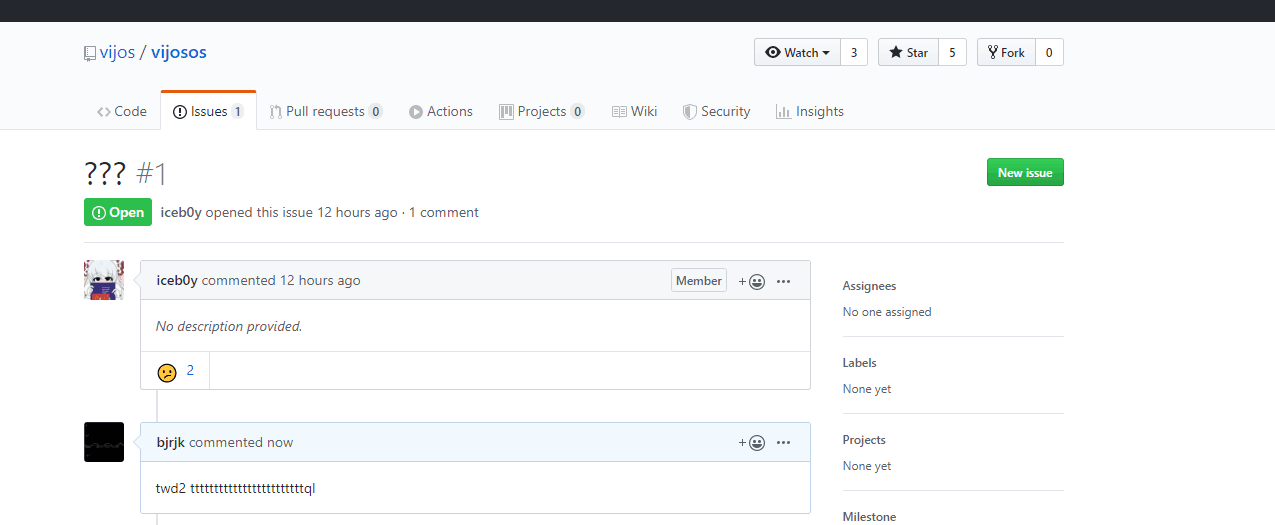 vijos / vijosos
Watch 3 Star 5 Fork 0
Code Issues 1 Pull requests 0 Actions Projects 0 Wiki Security Insights
??? #1
New issue
Open iceb0y opened this issue 12 hours ago · 1 comment
iceb0y commented 12 hours ago Member
No description provided.
2
bjrjk commented now
twd2 ttttttttttttttttttttttttql
Assignees
No one assigned
Labels
None yet
Projects
None yet
Milestone